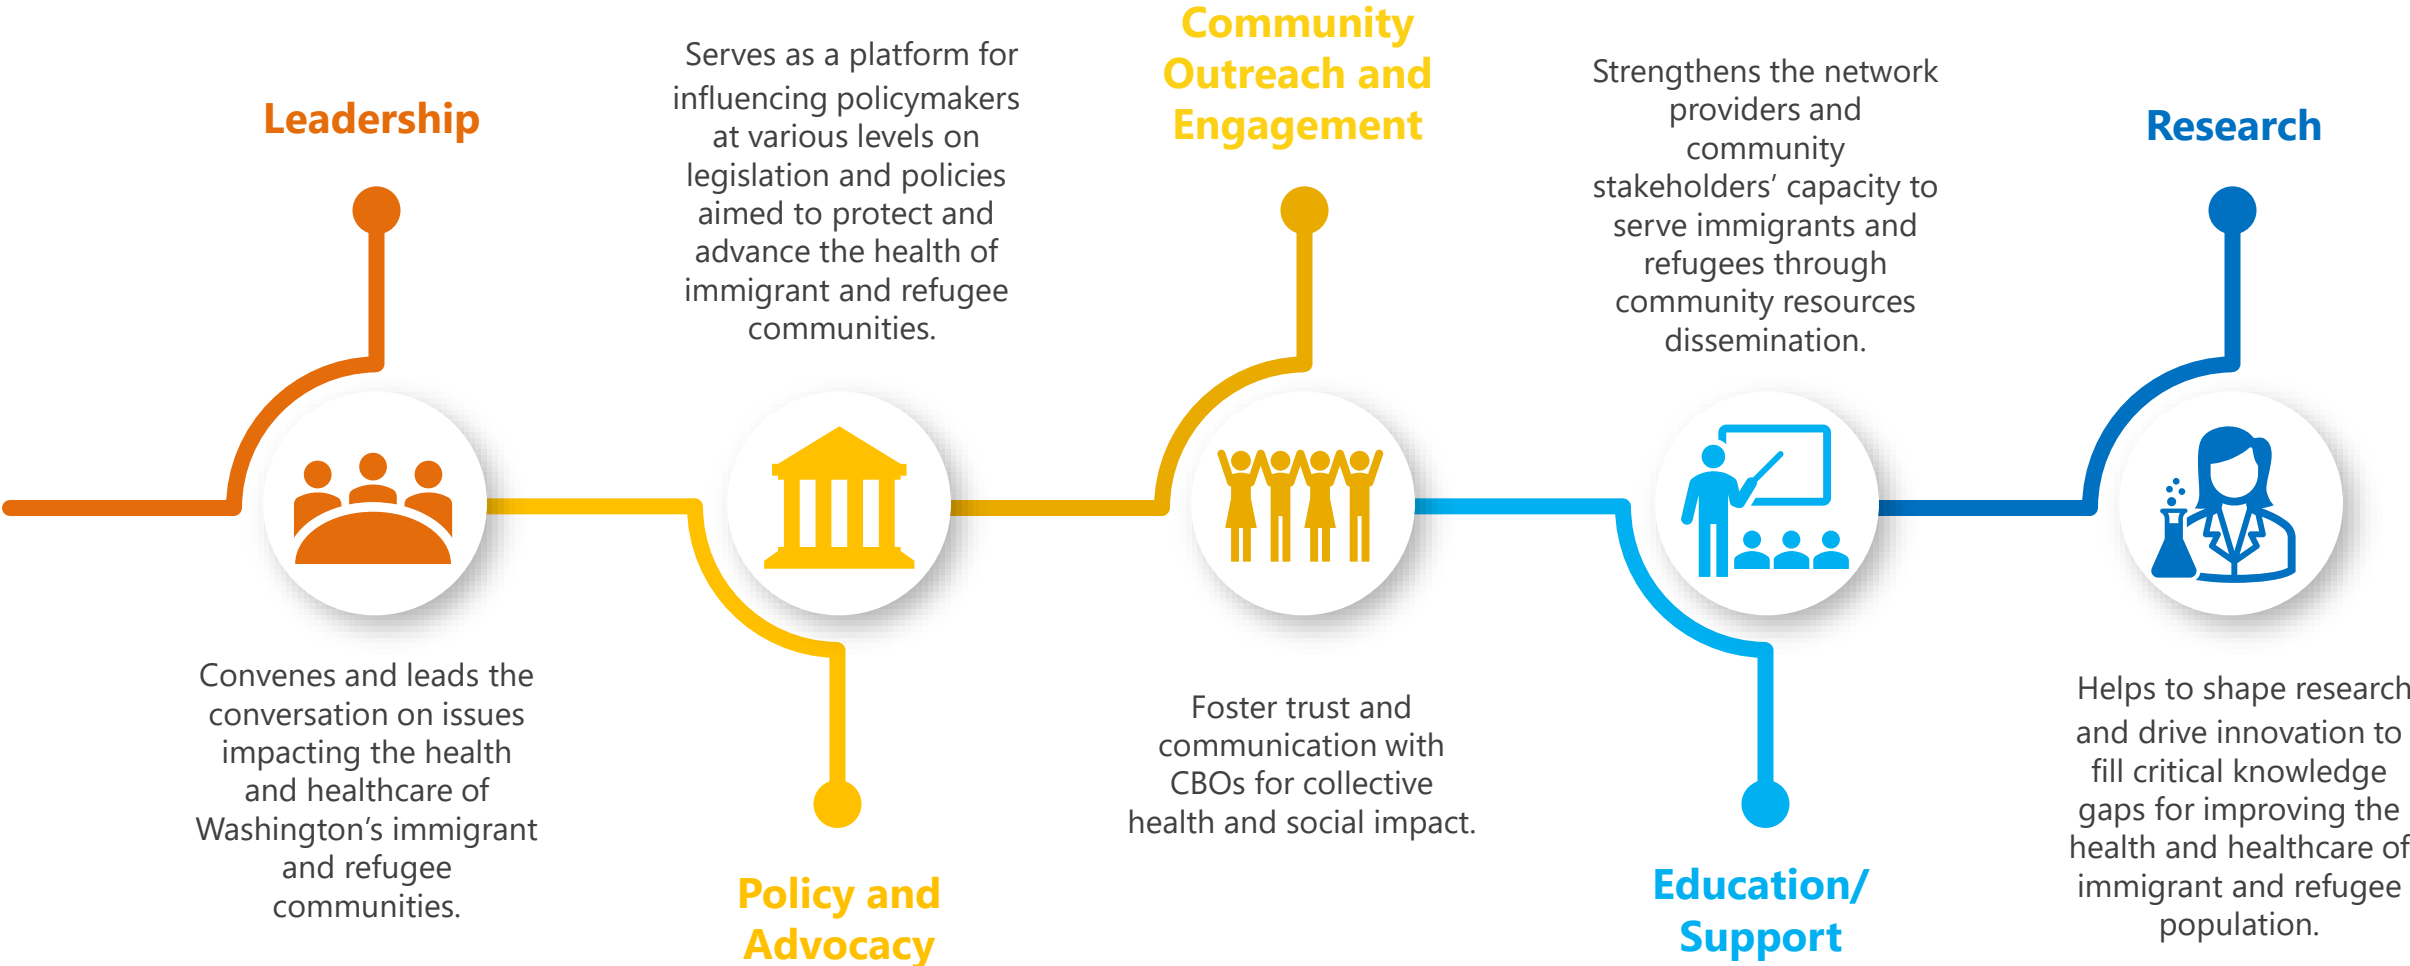 Leadership
Convenes and leads the
conversation on issues
impacting the health
and healthcare of
Washington’s immigrant
and refugee
communities.
Serves as a platform for
influencing policymakers
at various levels on
legislation and policies
aimed to protect and
advance the health of
immigrant and refugee
communities.
Policy and
Advocacy
Community
Outreach and
Engagement
Foster trust and
communication with
CBOs for collective
health and social impact.
Strengthens the network
providers and
community
stakeholders’ capacity to
serve immigrants and
refugees through
community resources
dissemination.
Education/
Support
Research
Helps to shape research
and drive innovation to
fill critical knowledge
gaps for improving the
health and healthcare of
immigrant and refugee
population.